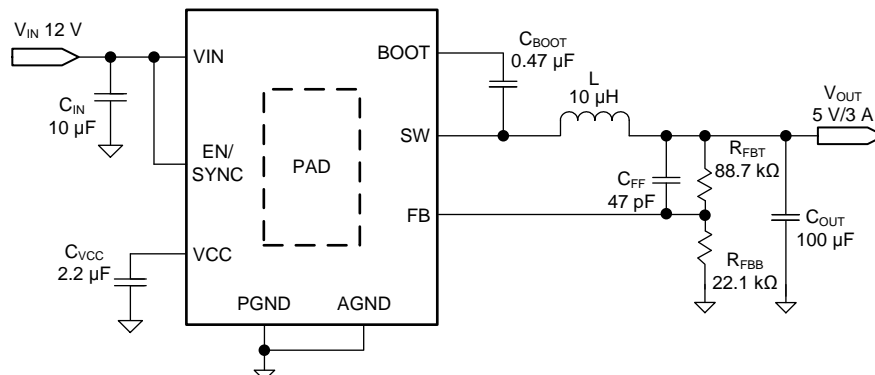 V_IN 12 V
C_IN
10 µF
VIN
EN/
SYNC
C_VCC
2.2 µF
VCC
PGND
AGND
PAD
BOOT
SW
FB
C_BOOT
0.47 µF
L
10 µH
C_FF
47 pF
R_FBT
88.7 kΩ
R_FBB
22.1 kΩ
V_OUT
5 V/3 A
C_OUT
100 µF